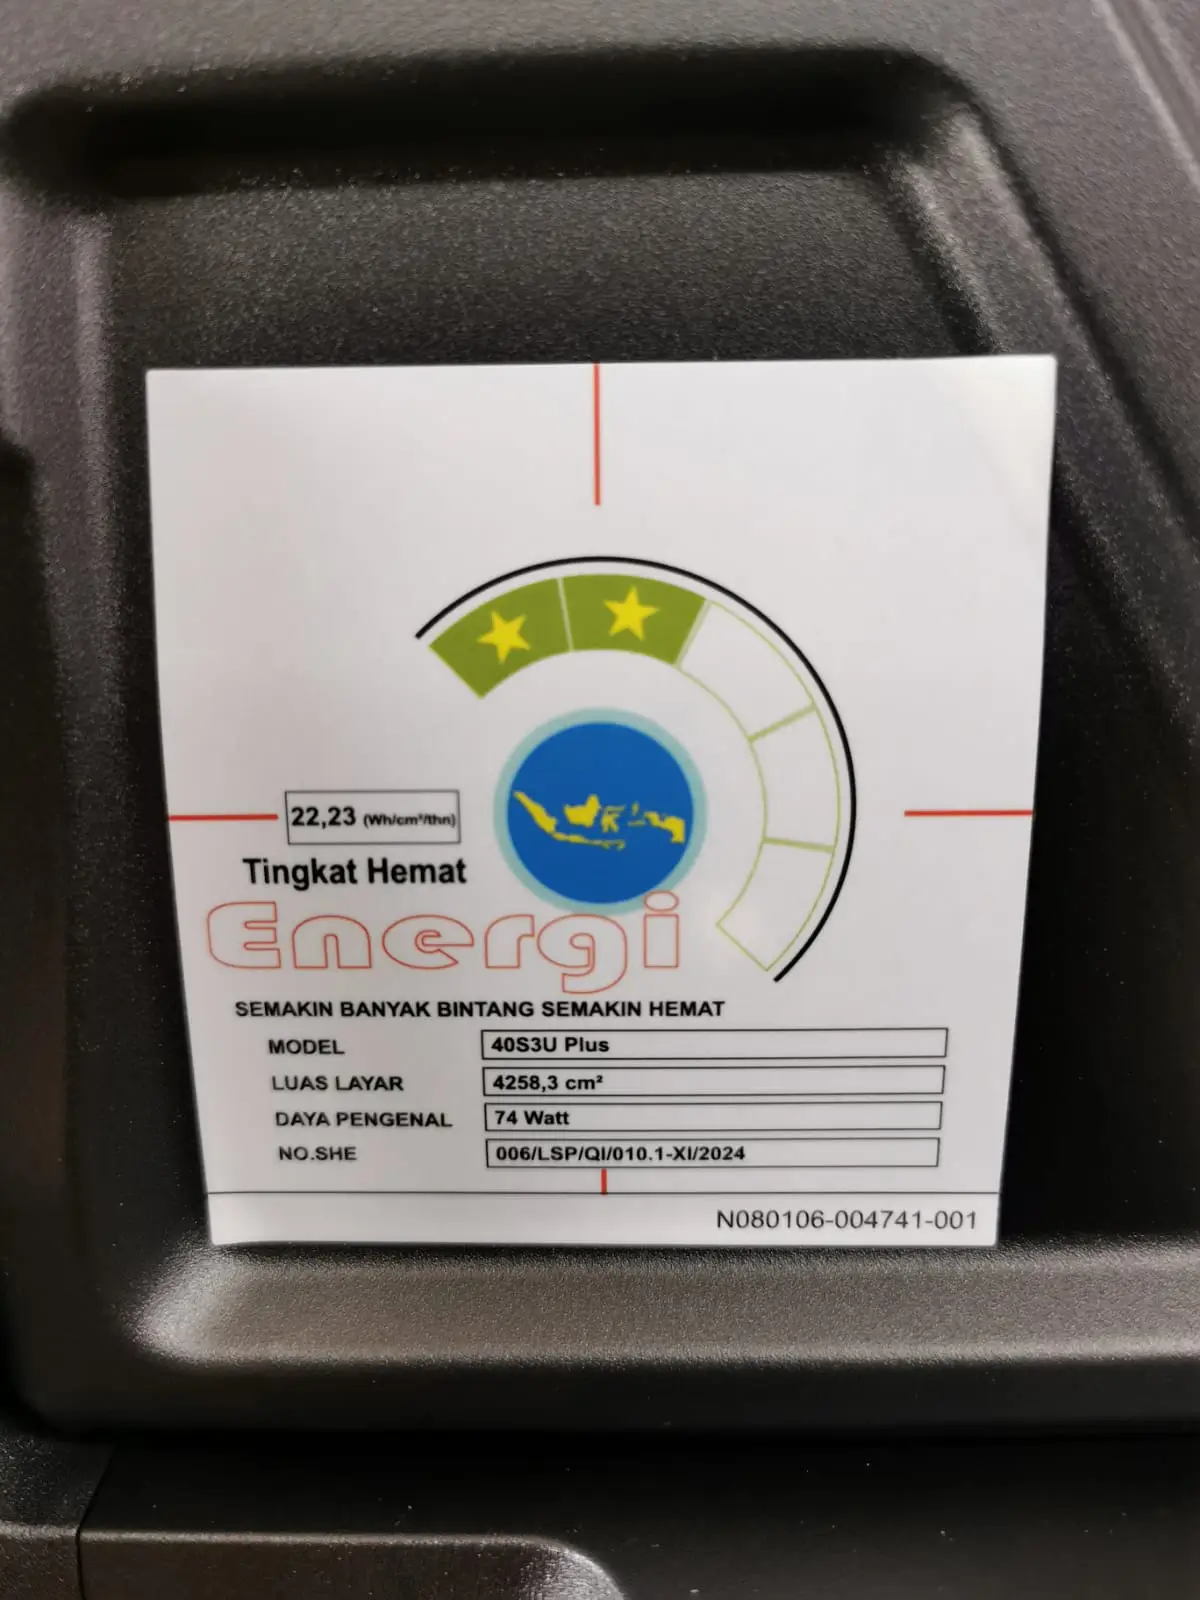 22,23 (Wh/cm²/thn)
Tingkat Hemat
Energi
SEMAKIN BANYAK BINTANG SEMAKIN HEMAT
MODEL 40S3U Plus
LUAS LAYAR 4258,3 cm²
DAYA PENGENAL 74 Watt
NO.SHE 006/LSP/QI/010.1-XI/2024
N080106-004741-001